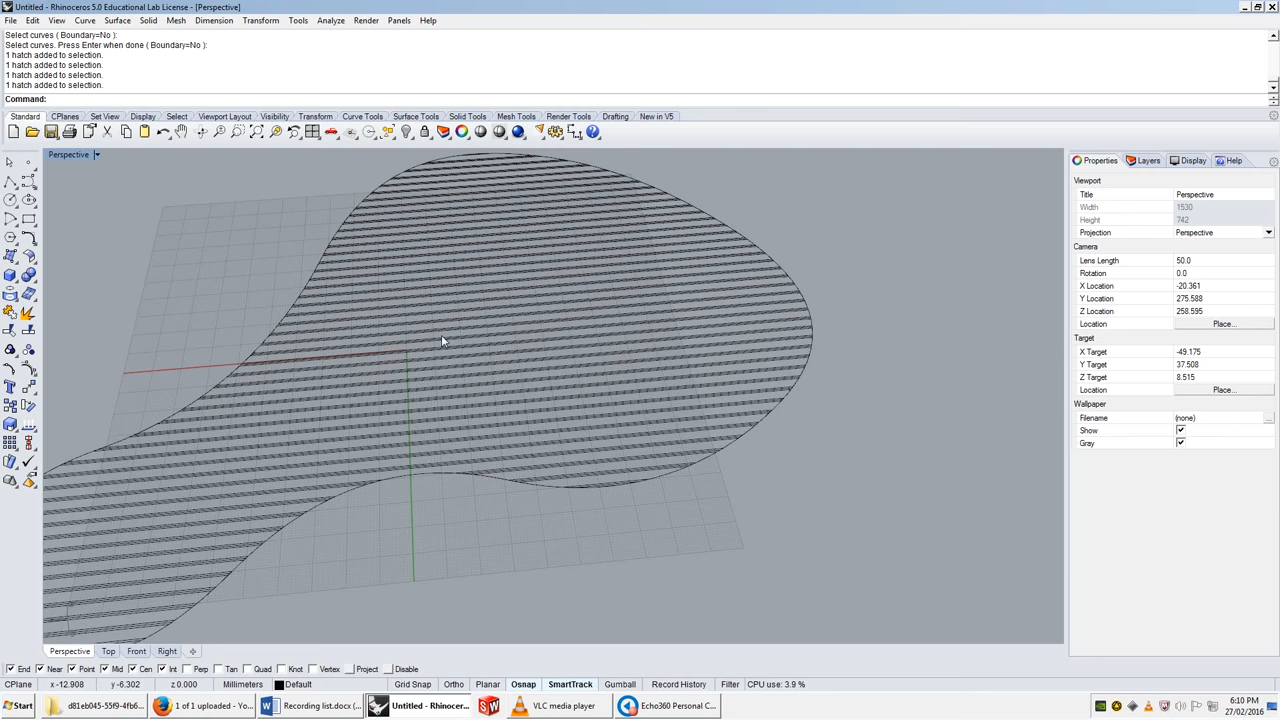 Untitled - Rhinoceros 5.0 Educational Lab License - [Perspective]
File Edit View Curve Surface Solid Mesh Dimension Transform Tools Analyze Render Panels Help
Select curves ( Boundary=No ):
Select curves. Press Enter when done ( Boundary=No ):
1 hatch added to selection.
1 hatch added to selection.
1 hatch added to selection.
1 hatch added to selection.
Command:
Standard CPlanes Set View Display Select Viewport Layout Visibility Transform Curve Tools Surface Tools Solid Tools Mesh Tools Render Tools Drafting New in V5
Perspective
Properties Layers Display Help
Viewport
Title Perspective
Width 1530
Height 742
Projection Perspective
Camera
Lens Length 50.0
Rotation 0.0
X Location -20.361
Y Location 275.588
Z Location 258.595
Location Place...
Target
X Target -49.175
Y Target 37.508
Z Target 8.515
Location Place...
Wallpaper
Filename (none) ...
Show
Gray
Perspective Top Front Right
End Near Point Mid Cen Int Perp Tan Quad Knot Vertex Project Disable
CPlane x -12.908 y -6.302 z 0.000 Millimeters Default Grid Snap Ortho Planar Osnap SmartTrack Gumball Record History Filter CPU use: 3.9 %
Start d81eb045-55f9-4fb6... 1 of 1 uploaded - Yo... Recording list.docx (... Untitled - Rhinocer... VLC media player Echo360 Personal C...
6:10 PM
27/02/2016